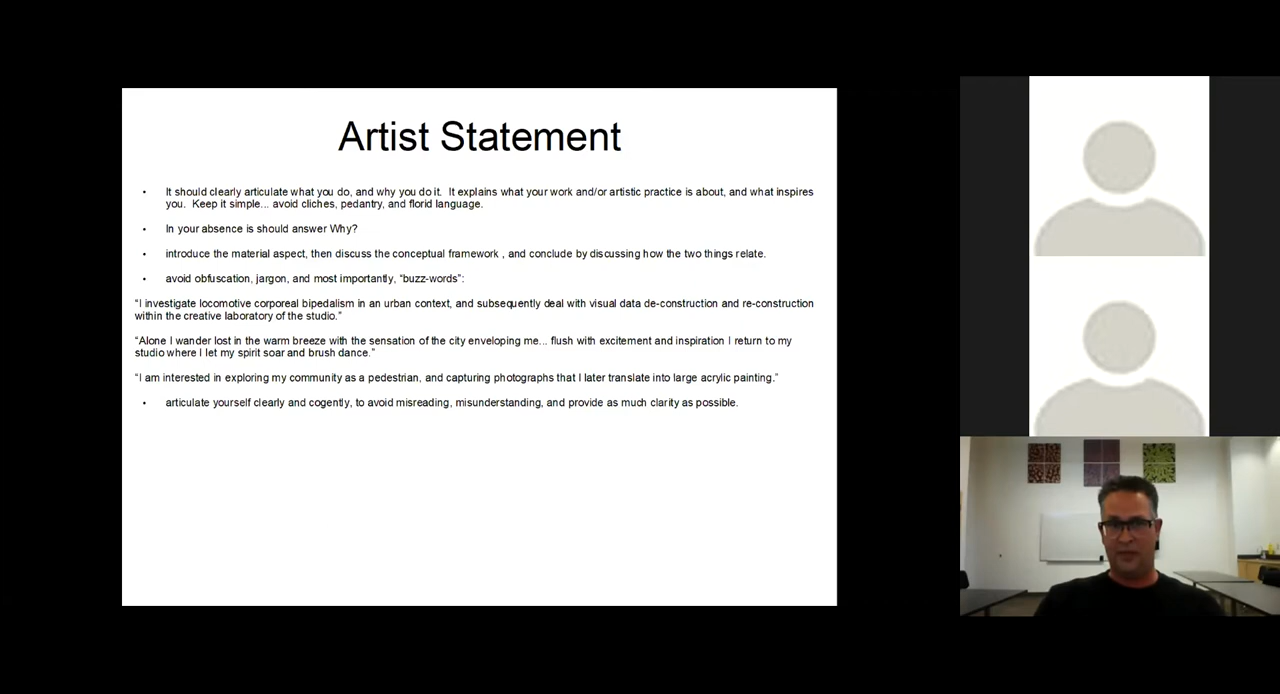 Artist Statement
• It should clearly articulate what you do, and why you do it. It explains what your work and/or artistic practice is about, and what inspires
you. Keep it simple... avoid cliches, pedantry, and florid language.
• In your absence is should answer Why?
• introduce the material aspect, then discuss the conceptual framework , and conclude by discussing how the two things relate.
• avoid obfuscation, jargon, and most importantly, “buzz-words”:
“I investigate locomotive corporeal bipedalism in an urban context, and subsequently deal with visual data de-construction and re-construction
within the creative laboratory of the studio.”
“Alone I wander lost in the warm breeze with the sensation of the city enveloping me... flush with excitement and inspiration I return to my
studio where I let my spirit soar and brush dance.”
“I am interested in exploring my community as a pedestrian, and capturing photographs that I later translate into large acrylic painting.”
• articulate yourself clearly and cogently, to avoid misreading, misunderstanding, and provide as much clarity as possible.